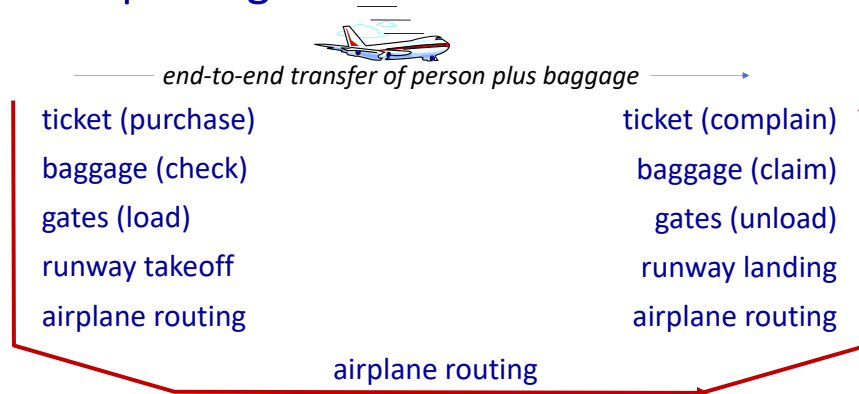 end-to-end transfer of person plus baggage
ticket (purchase) ticket (complain)
baggage (check) baggage (claim)
gates (load) gates (unload)
runway takeoff runway landing
airplane routing airplane routing
airplane routing